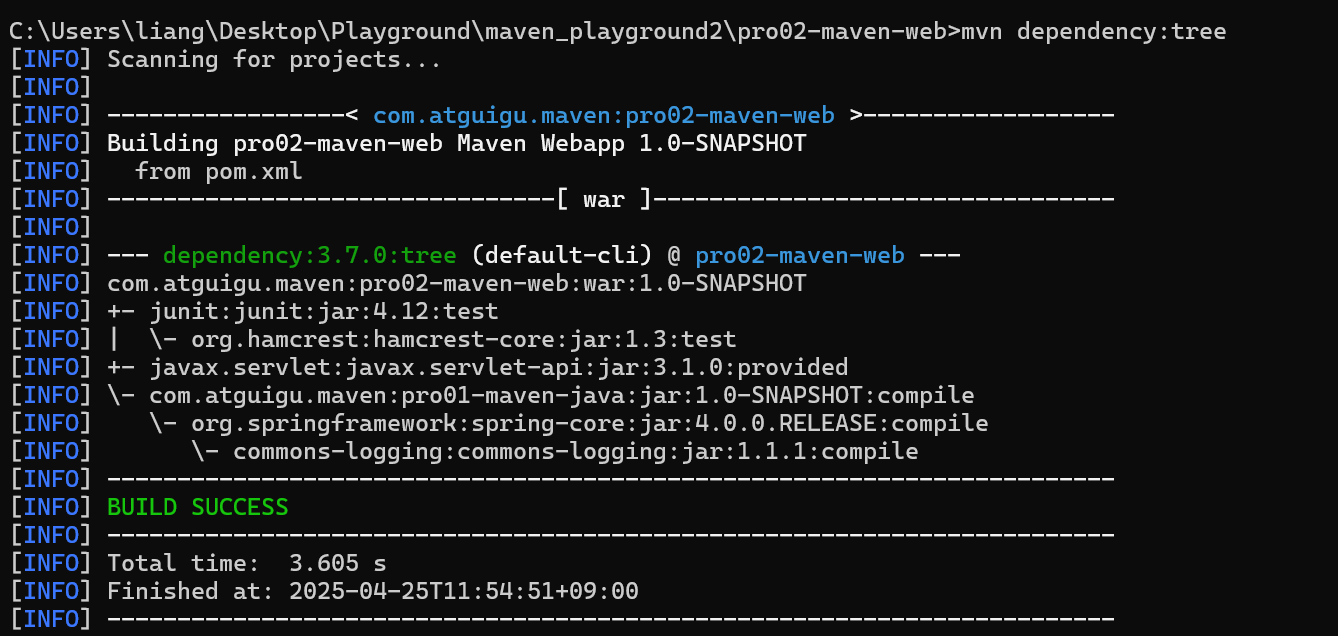 C:\Users\liang\Desktop\Playground\maven_playground2\pro02-maven-web>mvn dependency:tree
[INFO] Scanning for projects...
[INFO]
[INFO] -----------------< com.atguigu.maven:pro02-maven-web >------------------
[INFO] Building pro02-maven-web Maven Webapp 1.0-SNAPSHOT
[INFO]   from pom.xml
[INFO] --------------------------------[ war ]---------------------------------
[INFO]
[INFO] --- dependency:3.7.0:tree (default-cli) @ pro02-maven-web ---
[INFO] com.atguigu.maven:pro02-maven-web:war:1.0-SNAPSHOT
[INFO] +- junit:junit:jar:4.12:test
[INFO] |  \- org.hamcrest:hamcrest-core:jar:1.3:test
[INFO] +- javax.servlet:javax.servlet-api:jar:3.1.0:provided
[INFO] \- com.atguigu.maven:pro01-maven-java:jar:1.0-SNAPSHOT:compile
[INFO]    \- org.springframework:spring-core:jar:4.0.0.RELEASE:compile
[INFO]       \- commons-logging:commons-logging:jar:1.1.1:compile
[INFO] ------------------------------------------------------------------------
[INFO] BUILD SUCCESS
[INFO] ------------------------------------------------------------------------
[INFO] Total time:  3.605 s
[INFO] Finished at: 2025-04-25T11:54:51+09:00
[INFO] ------------------------------------------------------------------------